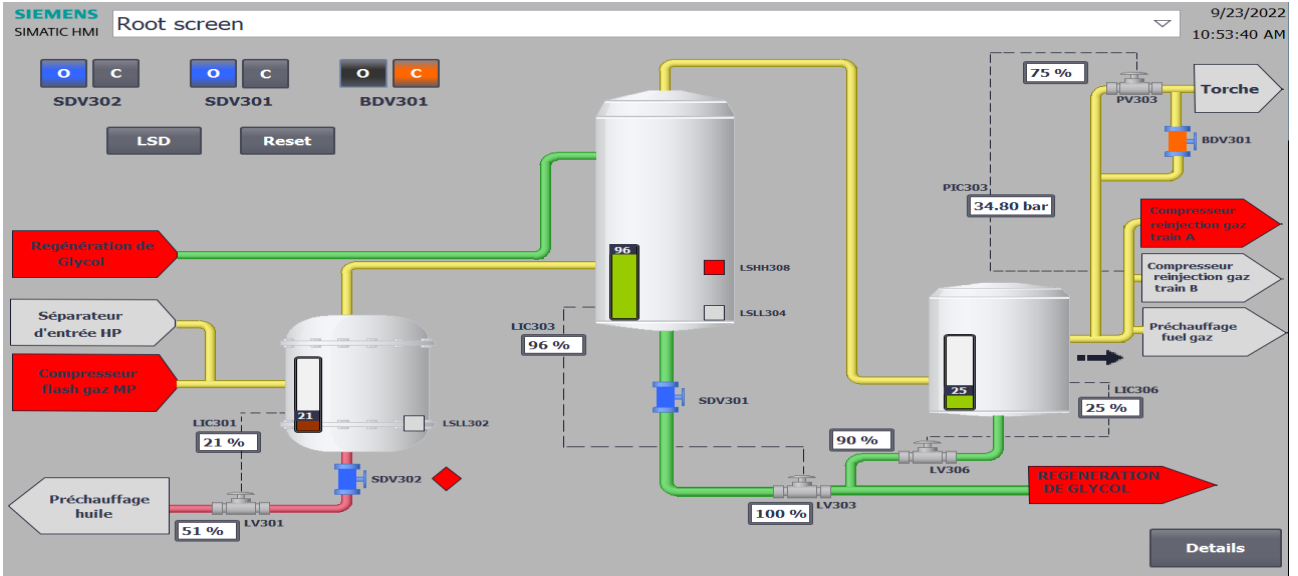 SIEMENS
SIMATIC HMI
Root screen
9/23/2022
10:53:40 AM
O C
SDV302
O C
SDV301
O C
BDV301
LSD
Reset
75 %
PV303
Torche
BDV301
PIC303
34.80 bar
Compresseur
reinjection gaz
train A
Compresseur
reinjection gaz
train B
Préchauffage
fuel gaz
Regénération de
Glycol
Séparateur
d'entrée HP
Compresseur
flash gaz MP
96
LSHH308
LSLL304
LIC303
96 %
21
LSLL302
LIC301
21 %
SDV301
25
LIC306
25 %
90 %
LV306
SDV302
Préchauffage
huile
51 %
LV301
100 %
LV303
REGENERATION
DE GLYCOL
Details